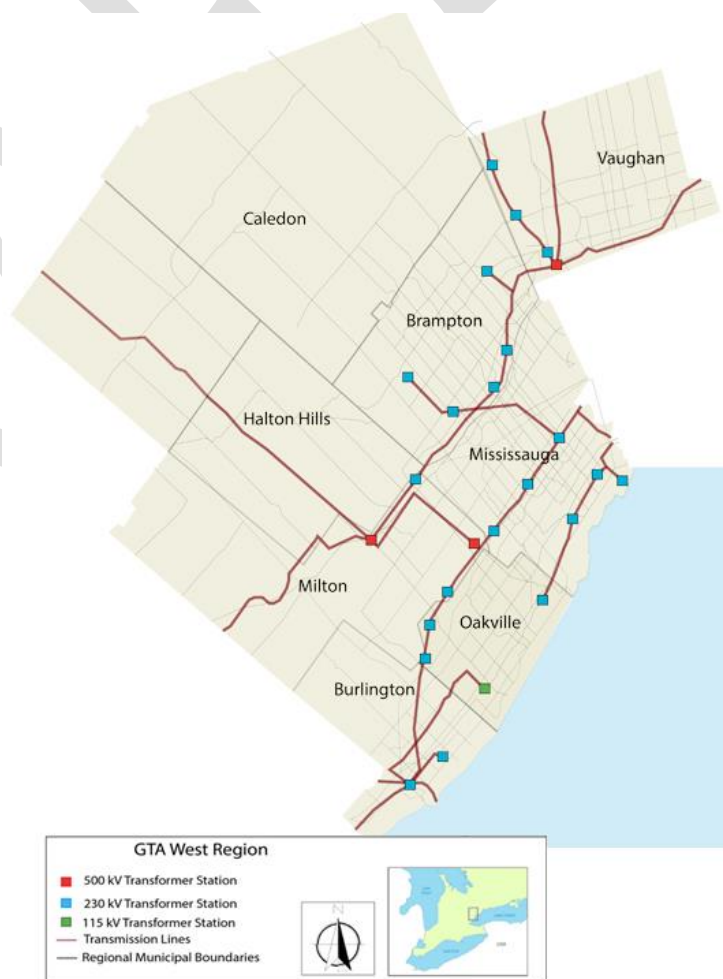 Vaughan
Caledon
Brampton
Halton Hills
Mississauga
Milton
Oakville
Burlington
GTA West Region
500 kV Transformer Station
230 kV Transformer Station
115 kV Transformer Station
Transmission Lines
Regional Municipal Boundaries
N